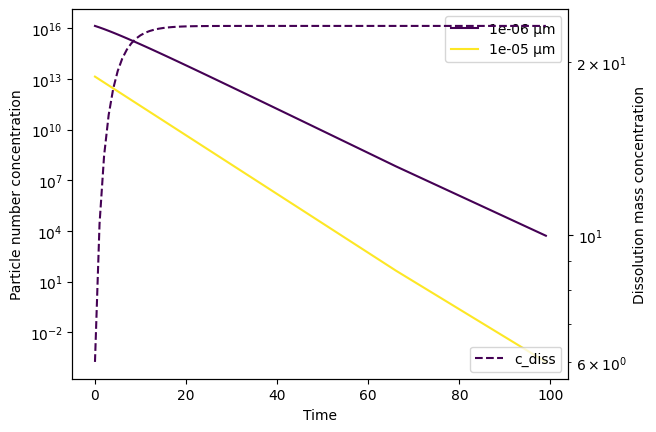 10^16
10^13
10^10
10^7
10^4
10^1
10^-2
Particle number concentration
0
20
40
60
80
100
Time
1e-06 µm
1e-05 µm
2 × 10^1
10^1
6 × 10^0
Dissolution mass concentration
c_diss